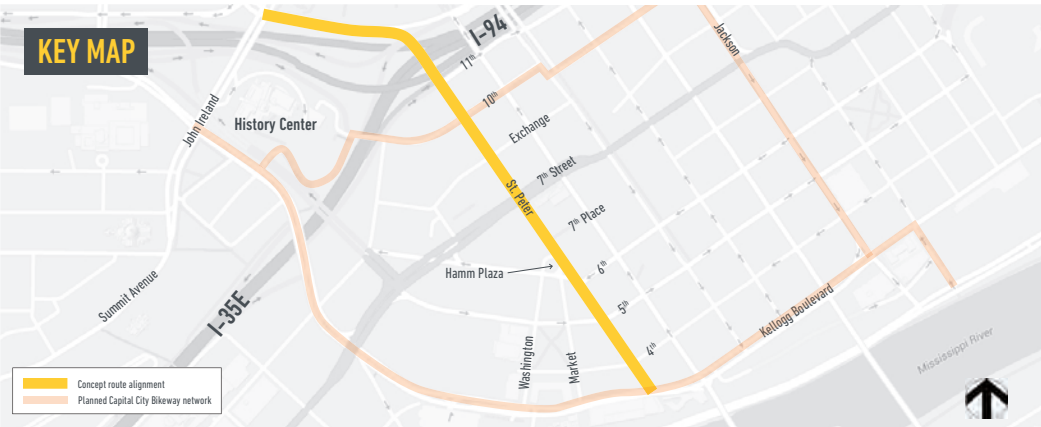 KEY MAP
I-94
Jackson
11th
10th
John Ireland
History Center
Exchange
7th Street
St. Peter
7th Place
Hamm Plaza
6th
Summit Avenue
I-35E
5th
Kellogg Boulevard
4th
Washington
Market
Mississippi River
Concept route alignment
Planned Capital City Bikeway network